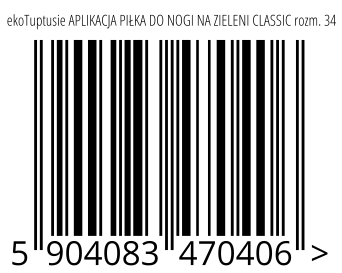 ekoTuptusie APLIKACJA PIŁKA DO NOGI NA ZIELENI CLASSIC rozm. 34
5 904083 470406 >